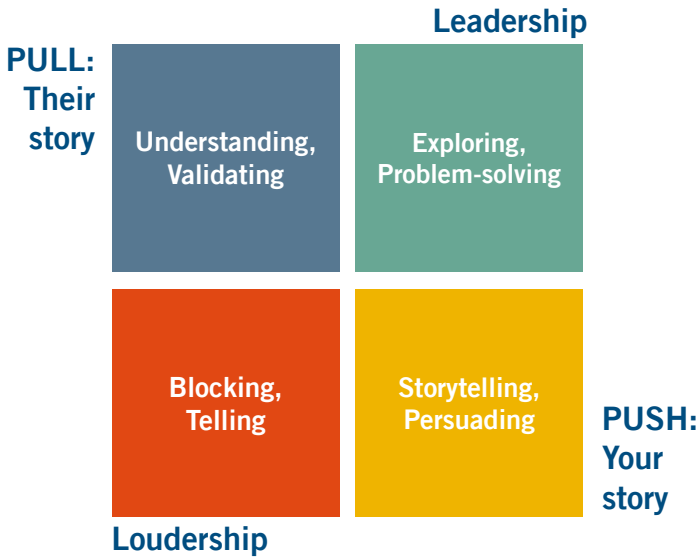 Leadership
PULL:
Their
story
Understanding,
Validating
Exploring,
Problem-solving
Blocking,
Telling
Storytelling,
Persuading
PUSH:
Your
story
Loudership